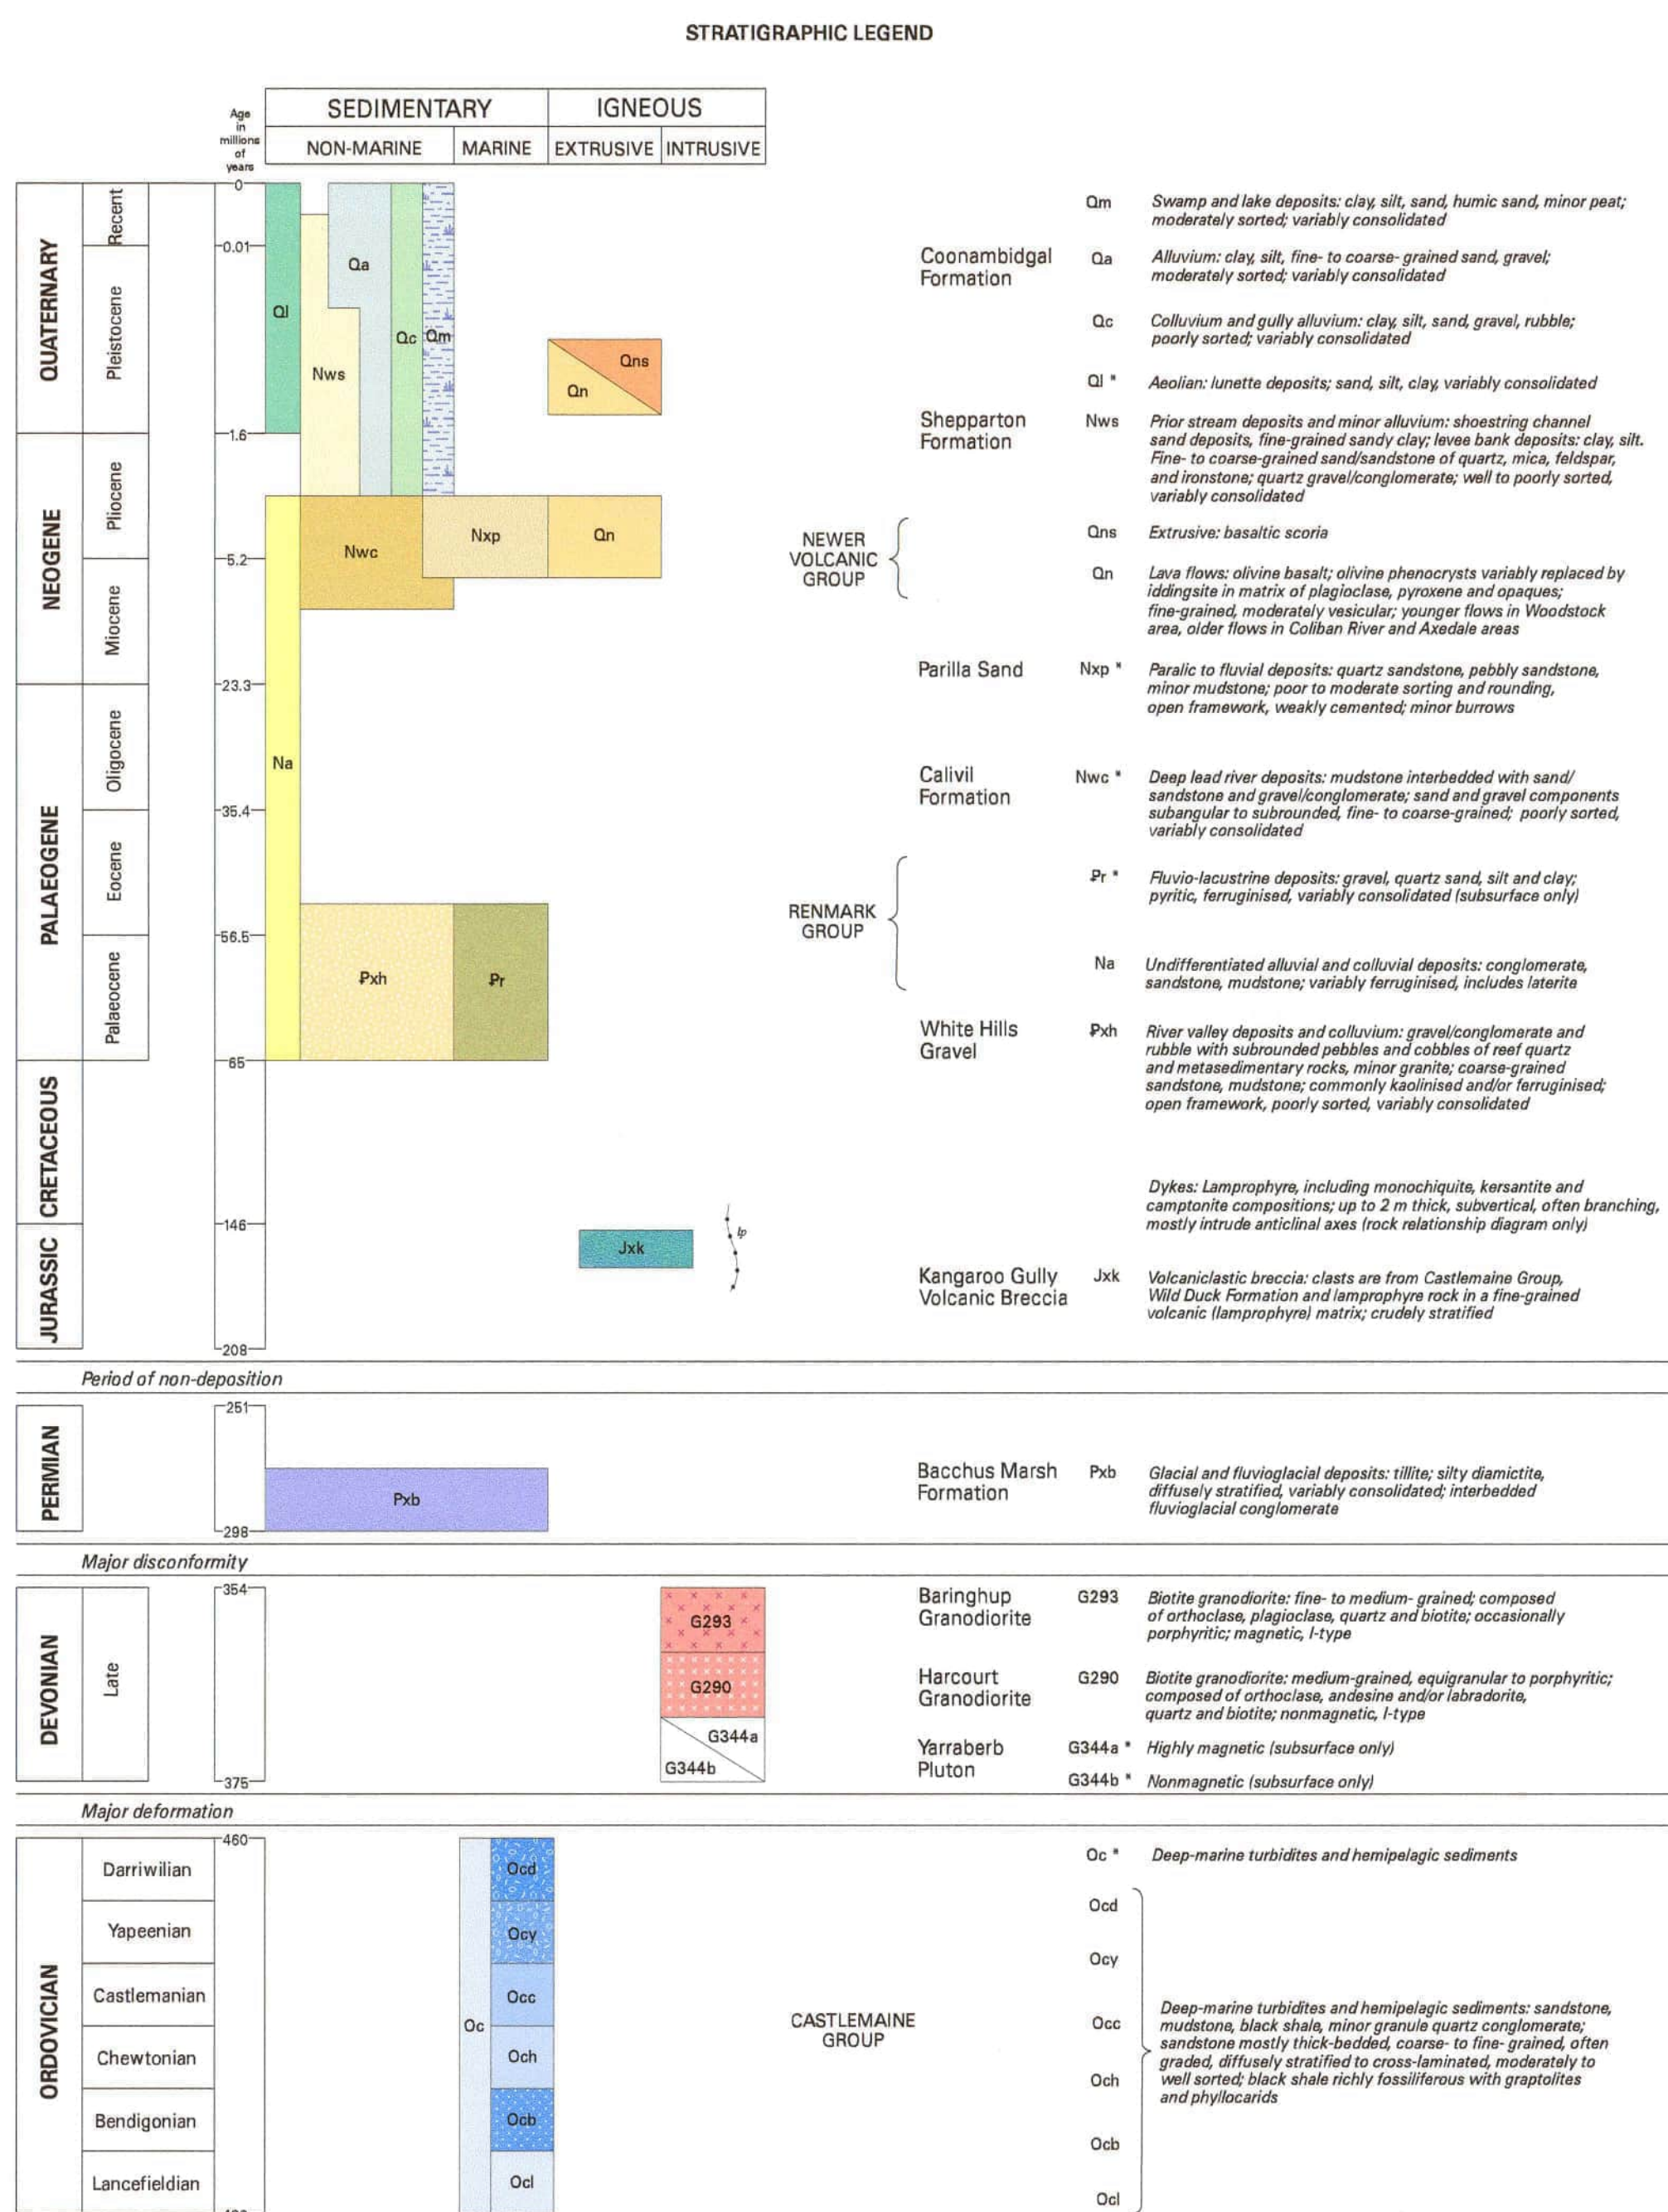 STRATIGRAPHIC LEGEND
Age
in
millions
of
years
SEDIMENTARY
IGNEOUS
NON-MARINE
MARINE
EXTRUSIVE
INTRUSIVE
QUATERNARY
Recent
Pleistocene
0
0.01
1.6
Ql
Nws
Qa
Qc
Qm
Qns
Qn
NEOGENE
Pliocene
Miocene
5.2
23.3
Nwc
Nxp
Qn
PALAEOGENE
Oligocene
Eocene
Palaeocene
35.4
56.5
65
Na
Pxh
Pr
CRETACEOUS
146
JURASSIC
208
Jxk
lp
Qm
Swamp and lake deposits: clay, silt, sand, humic sand, minor peat;
moderately sorted; variably consolidated
Coonambidgal
Formation
Qa
Alluvium: clay, silt, fine- to coarse- grained sand, gravel;
moderately sorted; variably consolidated
Qc
Colluvium and gully alluvium: clay, silt, sand, gravel, rubble;
poorly sorted; variably consolidated
Ql *
Aeolian: lunette deposits; sand, silt, clay, variably consolidated
Shepparton
Formation
Nws
Prior stream deposits and minor alluvium: shoestring channel
sand deposits, fine-grained sandy clay; levee bank deposits: clay, silt.
Fine- to coarse-grained sand/sandstone of quartz, mica, feldspar,
and ironstone; quartz gravel/conglomerate; well to poorly sorted,
variably consolidated
NEWER
VOLCANIC
GROUP
Qns
Extrusive: basaltic scoria
Qn
Lava flows: olivine basalt; olivine phenocrysts variably replaced by
iddingsite in matrix of plagioclase, pyroxene and opaques;
fine-grained, moderately vesicular; younger flows in Woodstock
area, older flows in Coliban River and Axedale areas
Parilla Sand
Nxp *
Paralic to fluvial deposits: quartz sandstone, pebbly sandstone,
minor mudstone; poor to moderate sorting and rounding,
open framework, weakly cemented; minor burrows
Calivil
Formation
Nwc *
Deep lead river deposits: mudstone interbedded with sand/
sandstone and gravel/conglomerate; sand and gravel components
subangular to subrounded, fine- to coarse-grained; poorly sorted,
variably consolidated
RENMARK
GROUP
Pr *
Fluvio-lacustrine deposits: gravel, quartz sand, silt and clay;
pyritic, ferruginised, variably consolidated (subsurface only)
Na
Undifferentiated alluvial and colluvial deposits: conglomerate,
sandstone, mudstone; variably ferruginised, includes laterite
White Hills
Gravel
Pxh
River valley deposits and colluvium: gravel/conglomerate and
rubble with subrounded pebbles and cobbles of reef quartz
and metasedimentary rocks, minor granite; coarse-grained
sandstone, mudstone; commonly kaolinised and/or ferruginised;
open framework, poorly sorted, variably consolidated
Dykes: Lamprophyre, including monochiquite, kersantite and
camptonite compositions; up to 2 m thick, subvertical, often branching,
mostly intrude anticlinal axes (rock relationship diagram only)
Kangaroo Gully
Volcanic Breccia
Jxk
Volcaniclastic breccia: clasts are from Castlemaine Group,
Wild Duck Formation and lamprophyre rock in a fine-grained
volcanic (lamprophyre) matrix; crudely stratified
Period of non-deposition
PERMIAN
251
298
Pxb
Bacchus Marsh
Formation
Pxb
Glacial and fluvioglacial deposits: tillite; silty diamictite,
diffusely stratified, variably consolidated; interbedded
fluvioglacial conglomerate
Major disconformity
DEVONIAN
Late
354
375
G293
G290
G344a
G344b
Baringhup
Granodiorite
G293
Biotite granodiorite: fine- to medium- grained; composed
of orthoclase, plagioclase, quartz and biotite; occasionally
porphyritic; magnetic, I-type
Harcourt
Granodiorite
G290
Biotite granodiorite: medium-grained, equigranular to porphyritic;
composed of orthoclase, andesine and/or labradorite,
quartz and biotite; nonmagnetic, I-type
Yarraberb
Pluton
G344a *
Highly magnetic (subsurface only)
G344b *
Nonmagnetic (subsurface only)
Major deformation
ORDOVICIAN
460
Darriwilian
Yapeenian
Castlemanian
Chewtonian
Bendigonian
Lancefieldian
Oc
Ocd
Ocy
Occ
Och
Ocb
Ocl
CASTLEMAINE
GROUP
Oc *
Deep-marine turbidites and hemipelagic sediments
Ocd
Ocy
Occ
Och
Ocb
Ocl
Deep-marine turbidites and hemipelagic sediments: sandstone,
mudstone, black shale, minor granule quartz conglomerate;
sandstone mostly thick-bedded, coarse- to fine- grained, often
graded, diffusely stratified to cross-laminated, moderately to
well sorted; black shale richly fossiliferous with graptolites
and phyllocarids